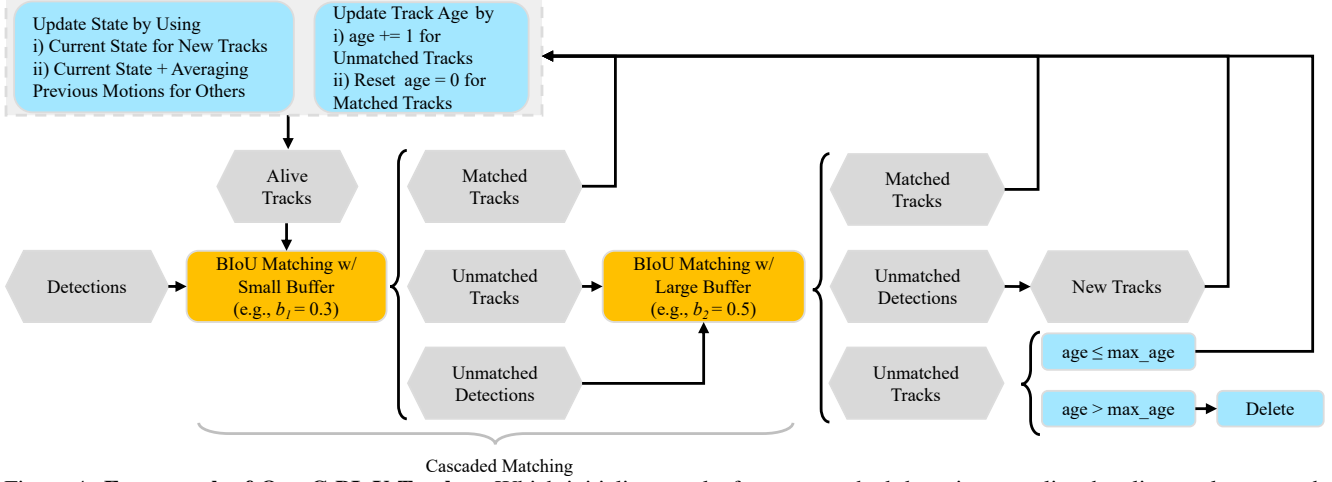 Update State by Using
i) Current State for New Tracks
ii) Current State + Averaging
Previous Motions for Others
Update Track Age by
i) age += 1 for
Unmatched Tracks
ii) Reset age = 0 for
Matched Tracks
Alive
Tracks
Detections
BIoU Matching w/
Small Buffer
(e.g., b1 = 0.3)
Matched
Tracks
Unmatched
Tracks
Unmatched
Detections
BIoU Matching w/
Large Buffer
(e.g., b2 = 0.5)
Matched
Tracks
Unmatched
Detections
New Tracks
Unmatched
Tracks
age ≤ max_age
age > max_age
Delete
Cascaded Matching